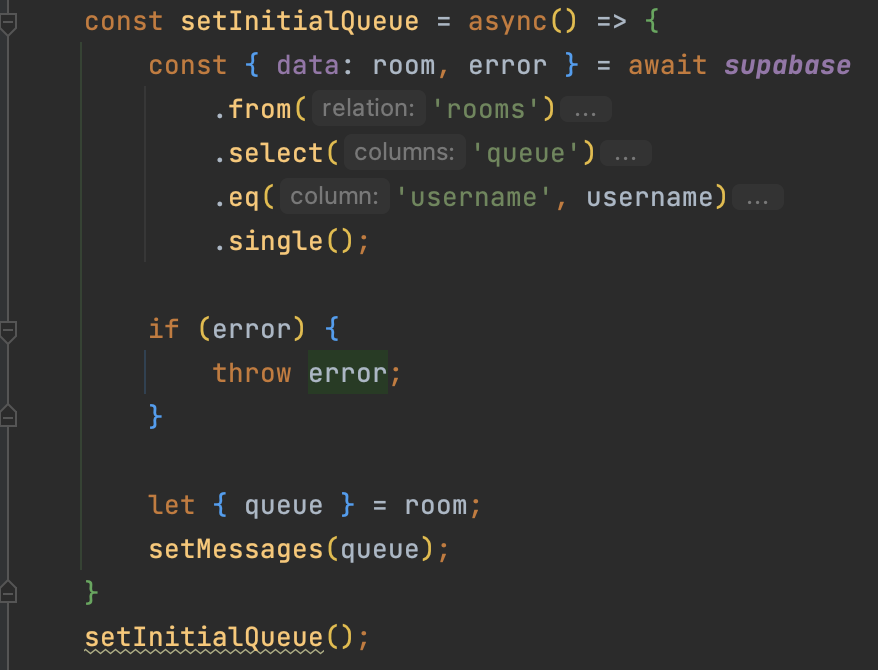 const setInitialQueue = async() => {
const { data: room, error } = await supabase
.from( relation: 'rooms') ...
.select( columns: 'queue') ...
.eq( column: 'username', username) ...
.single();
if (error) {
throw error;
}
let { queue } = room;
setMessages(queue);
}
setInitialQueue();